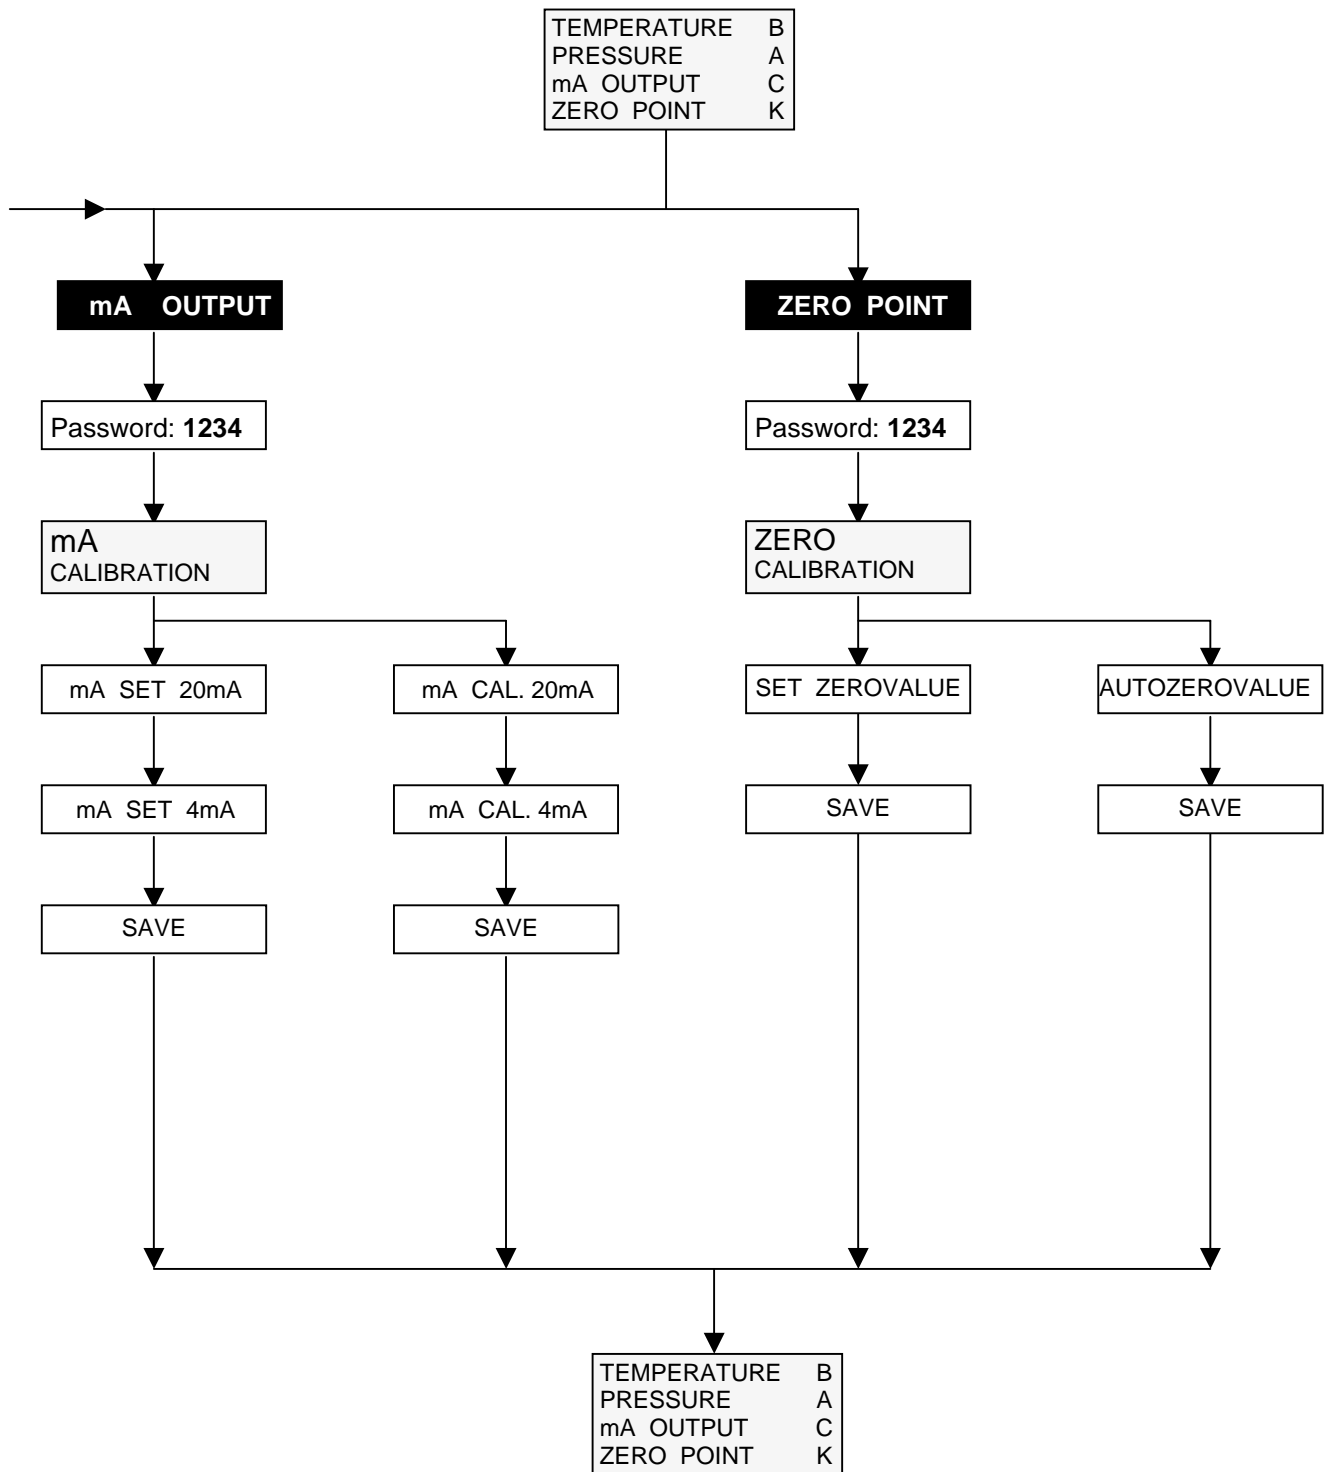 TEMPERATURE B
PRESSURE A
mA OUTPUT C
ZERO POINT K
mA OUTPUT
ZERO POINT
Password: 1234
Password: 1234
mA
CALIBRATION
ZERO
CALIBRATION
mA SET 20mA
mA CAL. 20mA
SET ZEROVALUE
AUTOZEROVALUE
mA SET 4mA
mA CAL. 4mA
SAVE
SAVE
SAVE
SAVE
TEMPERATURE B
PRESSURE A
mA OUTPUT C
ZERO POINT K